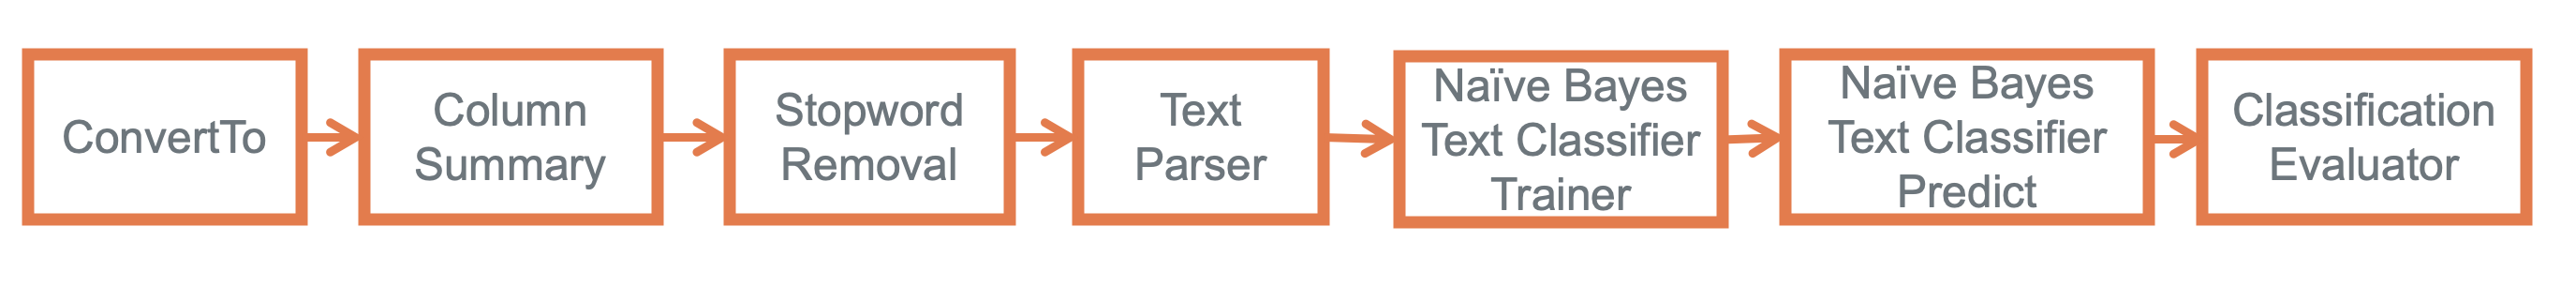 ConvertTo
Column
Summary
Stopword
Removal
Text
Parser
Naïve Bayes
Text Classifier
Trainer
Naïve Bayes
Text Classifier
Predict
Classification
Evaluator